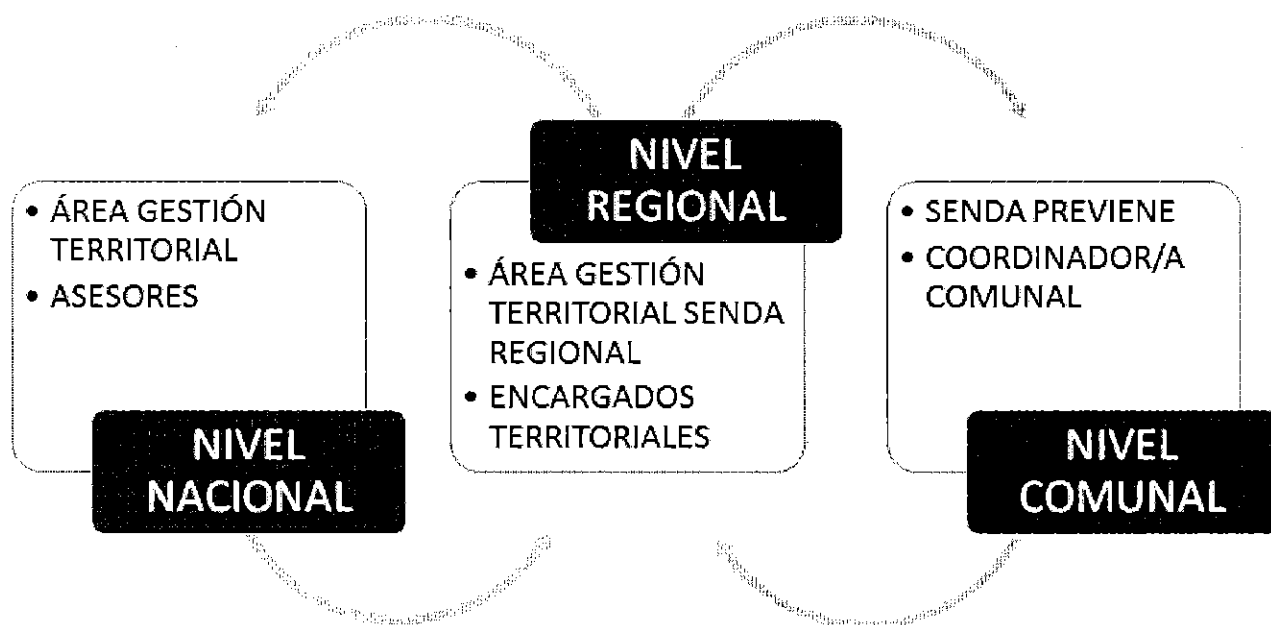 • ÁREA GESTIÓN
TERRITORIAL
• ASESORES
NIVEL
NACIONAL
NIVEL
REGIONAL
• ÁREA GESTIÓN
TERRITORIAL SENDA
REGIONAL
• ENCARGADOS
TERRITORIALES
• SENDA PREVIENE
• COORDINADOR/A
COMUNAL
NIVEL
COMUNAL